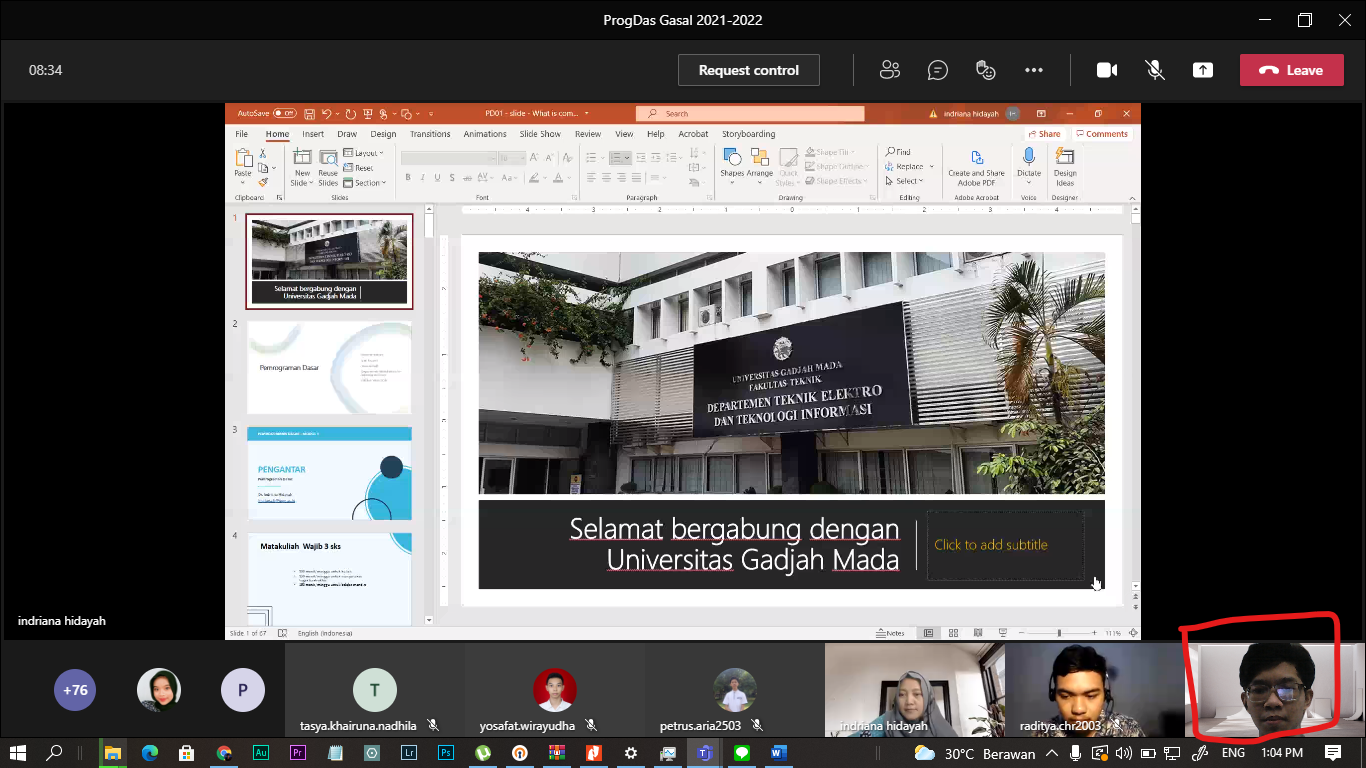 ProgDas Gasal 2021-2022
08:34
Request control
Leave
AutoSave Off
PD01 - slide - What is com...
Search
indriana hidayah
File Home Insert Draw Design Transitions Animations Slide Show Review View Help Acrobat Storyboarding
Share
Comments
Paste
New Slide
Reuse Slides
Layout
Reset
Section
Shapes
Arrange
Quick Styles
Shape Fill
Shape Outline
Shape Effects
Find
Replace
Select
Create and Share Adobe PDF
Dictate
Design Ideas
Clipboard
Slides
Font
Paragraph
Drawing
Editing
Adobe Acrobat
Voice
Designer
1
Selamat bergabung dengan
Universitas Gadjah Mada
2
Pemrograman Dasar
3
PENGANTAR
4
Matakuliah Wajib 3 sks
UNIVERSITAS GADJAH MADA
FAKULTAS TEKNIK
DEPARTEMEN TEKNIK ELEKTRO
DAN TEKNOLOGI INFORMASI
Selamat bergabung dengan
Universitas Gadjah Mada
Click to add subtitle
indriana hidayah
Slide 1 of 67
English (Indonesia)
Notes
111%
+76
P
T
tasya.khairuna.nadhila
yosafat.wirayudha
petrus.aria2503
indriana hidayah
raditya.chr2003
Au
Pr
Lr
Ps
30°C Berawan
ENG
1:04 PM